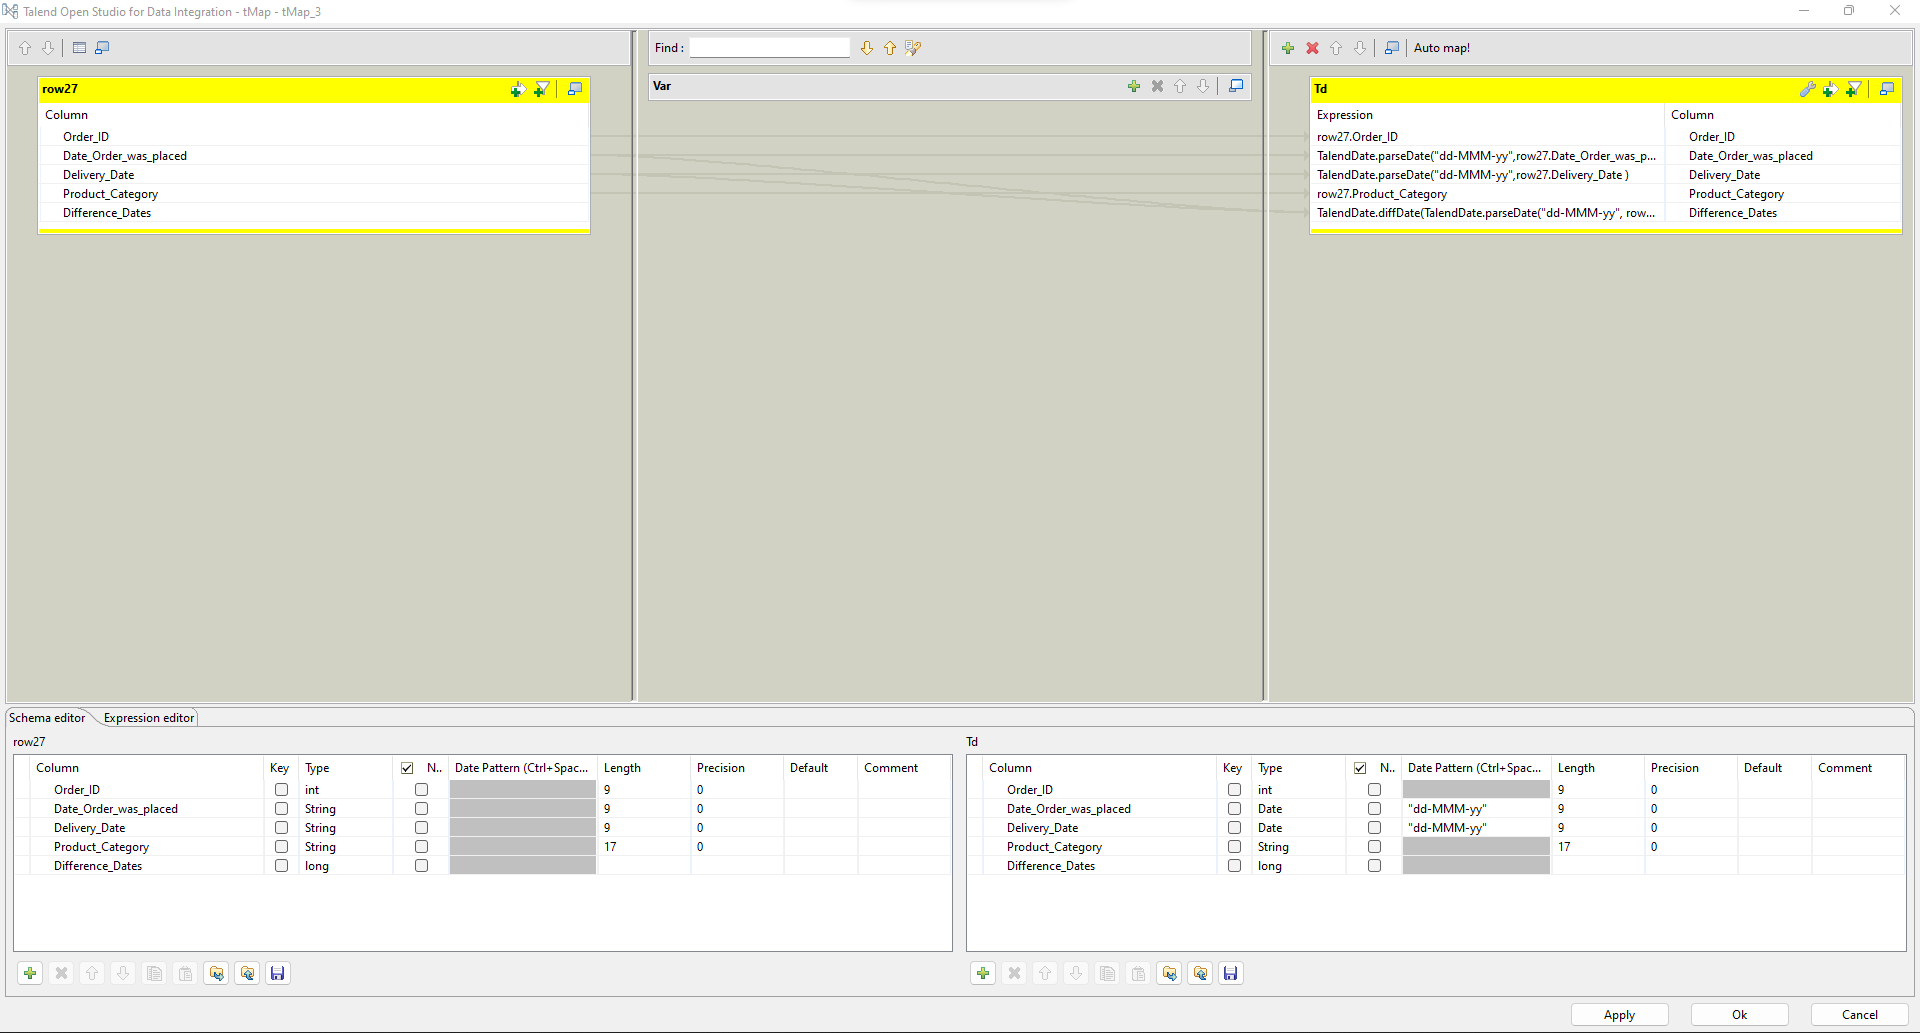 Talend Open Studio for Data Integration - tMap - tMap_3
Find :
Auto map!
row27
Column
Order_ID
Date_Order_was_placed
Delivery_Date
Product_Category
Difference_Dates
Var
Td
Expression Column
row27.Order_ID Order_ID
TalendDate.parseDate("dd-MMM-yy",row27.Date_Order_was_p... Date_Order_was_placed
TalendDate.parseDate("dd-MMM-yy",row27.Delivery_Date ) Delivery_Date
row27.Product_Category Product_Category
TalendDate.diffDate(TalendDate.parseDate("dd-MMM-yy", row... Difference_Dates
Schema editor Expression editor
row27
Column Key Type N.. Date Pattern (Ctrl+Spac... Length Precision Default Comment
Order_ID int 9 0
Date_Order_was_placed String 9 0
Delivery_Date String 9 0
Product_Category String 17 0
Difference_Dates long
Td
Column Key Type N.. Date Pattern (Ctrl+Spac... Length Precision Default Comment
Order_ID int 9 0
Date_Order_was_placed Date "dd-MMM-yy" 9 0
Delivery_Date Date "dd-MMM-yy" 9 0
Product_Category String 17 0
Difference_Dates long
Apply Ok Cancel